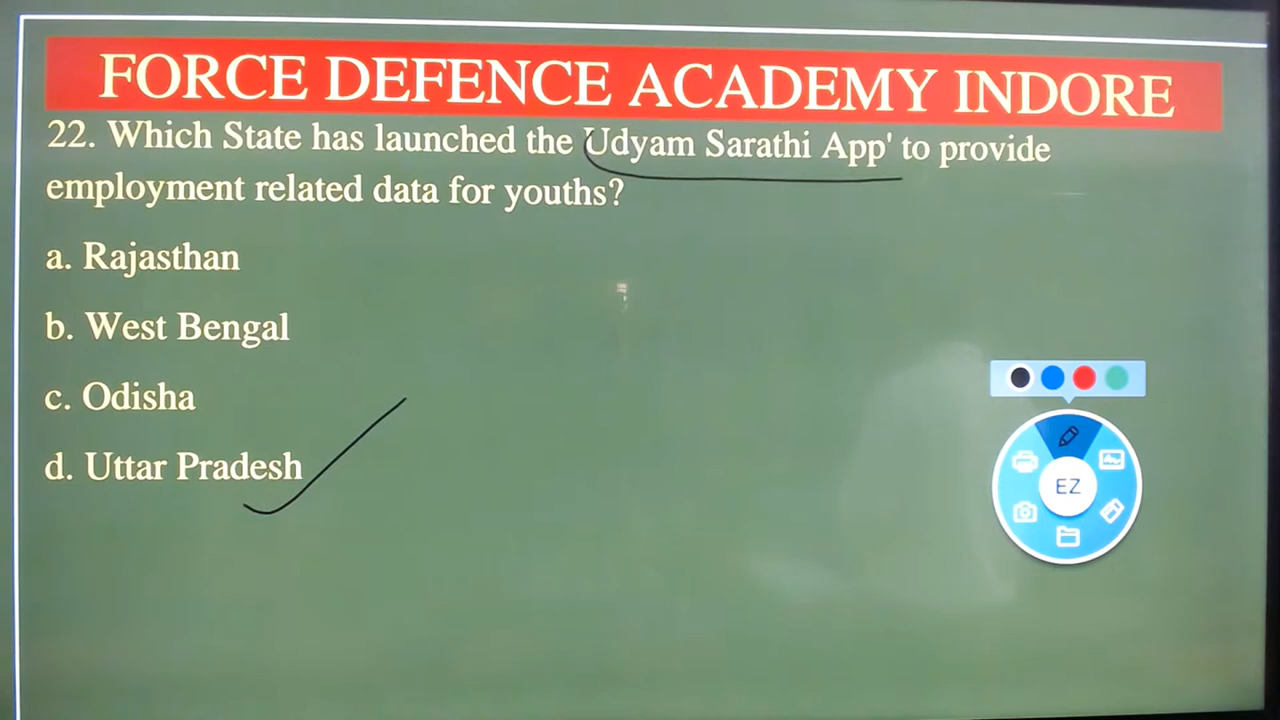 FORCE DEFENCE ACADEMY INDORE
22. Which State has launched the Udyam Sarathi App' to provide
employment related data for youths?
a. Rajasthan
b. West Bengal
c. Odisha
d. Uttar Pradesh
EZ